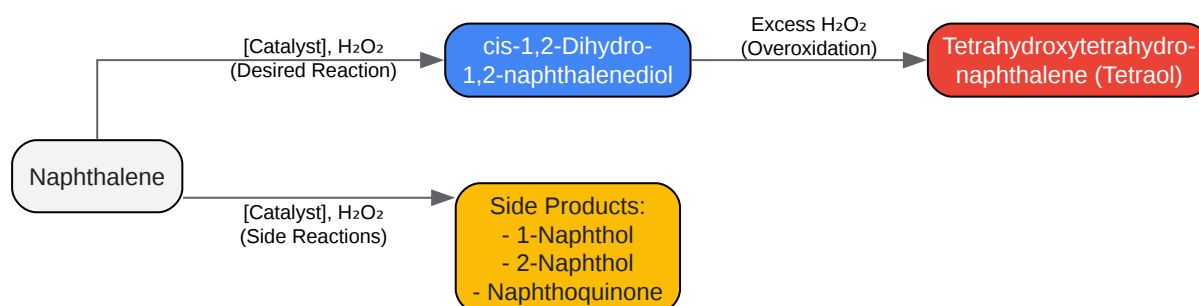 [Catalyst], H₂O₂
(Desired Reaction)
cis-1,2-Dihydro-
1,2-naphthalenediol
Excess H₂O₂
(Overoxidation)
Tetrahydroxytetrahydro-
naphthalene (Tetraol)
Naphthalene
[Catalyst], H₂O₂
(Side Reactions)
Side Products:
- 1-Naphthol
- 2-Naphthol
- Naphthoquinone